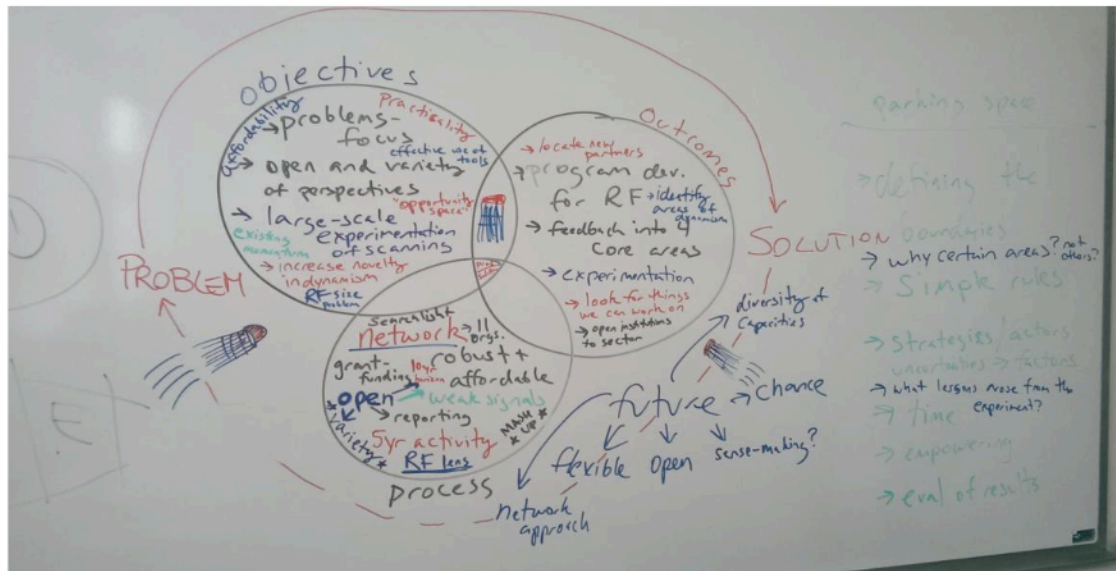 Objectives
affordability
Practicality
→ problems-
focus
effective use of
tools
→ open and variety
of perspectives
"opportunity
space"
→ large-scale
experimentation
of scanning
existing
momentum
→ increase novelty
in dynamism
RF-size
problem
Outcomes
→ locate new
partners
→ program dev.
for RF
→ identify
areas of
dynamism
→ feedback into 4
core areas
→ experimentation
→ look for things
we can work on
→ open institutions
to sector
searchlight
network → 11
orgs.
grant-
funding
10yr
horizon
robust +
affordable
open
weak signals
→ reporting
* variety *
5yr activity
MASH
UP *
RF lens
process
PROBLEM
SOLUTION
diversity of
capacities
future → Chance
flexible
open
sense-making?
network
approach
parking space
→ defining the
boundries
→ why certain areas? not
others?
→ Simple rules
→ Strategies / actors
uncertainties → factors
→ what lessons arose from the
experiment?
→ time
→ empowering
→ eval of results
E